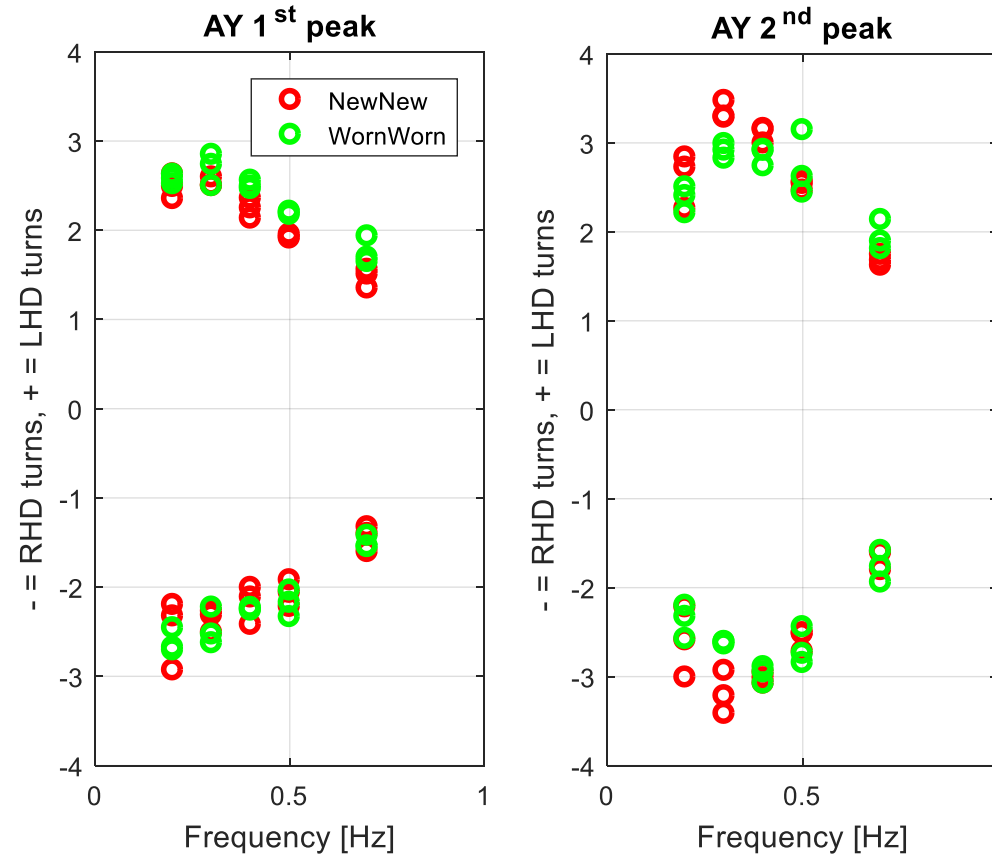 AY 1st peak
- = RHD turns, + = LHD turns
4
3
2
1
0
-1
-2
-3
-4
0
0.5
1
Frequency [Hz]
NewNew
WornWorn
AY 2nd peak
- = RHD turns, + = LHD turns
4
3
2
1
0
-1
-2
-3
-4
0
0.5
Frequency [Hz]